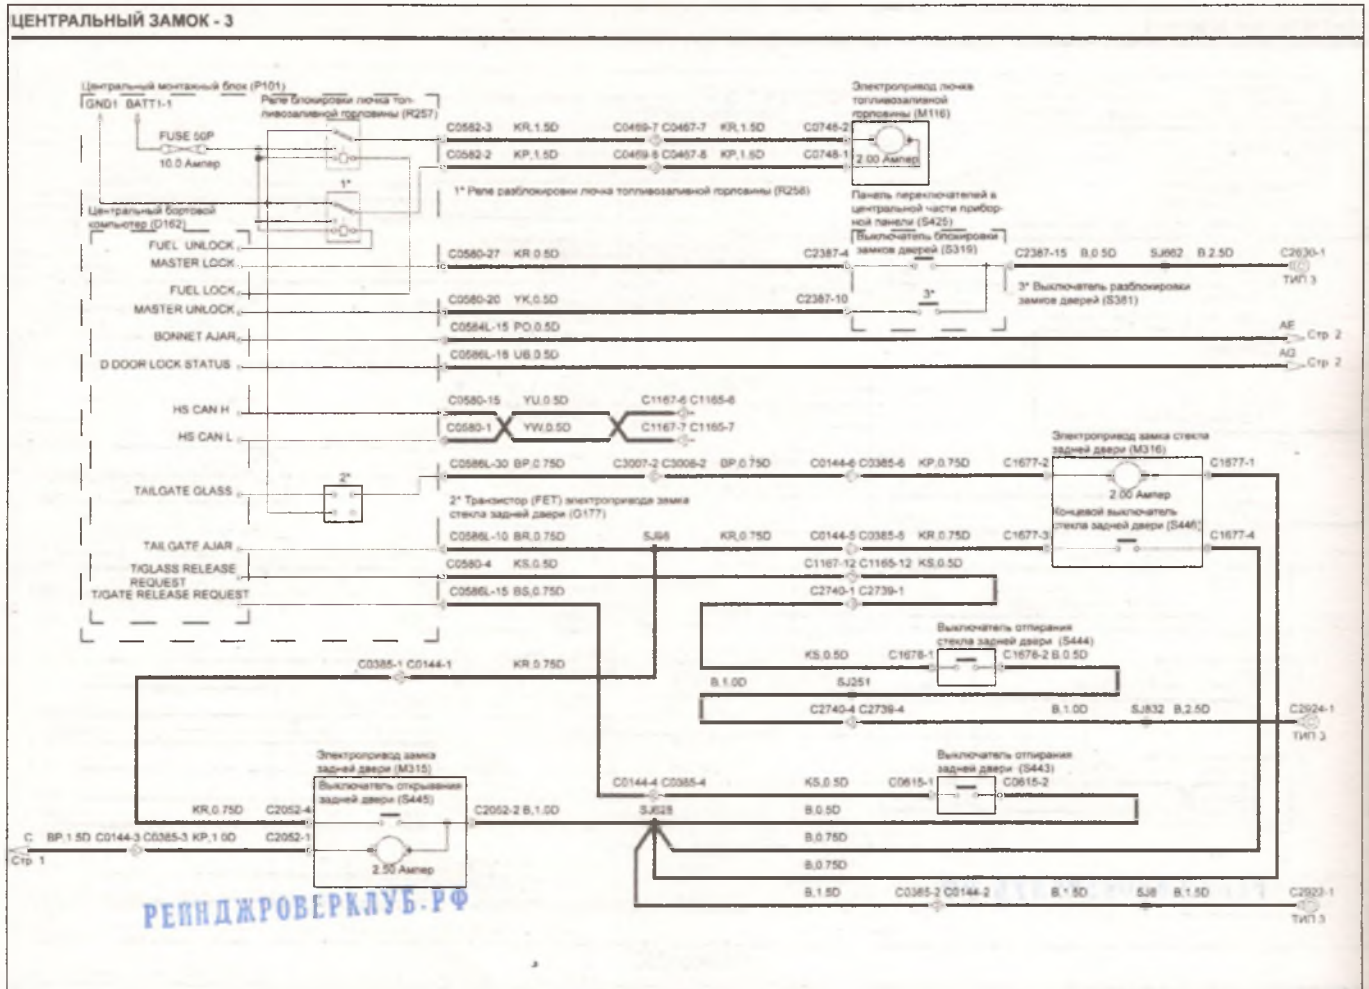 ЦЕНТРАЛЬНЫЙ ЗАМОК - 3
Центральный монтажный блок (P101)
GND1 BATT1-1
Реле блокировки лючка топ-
ливозаливной горловины (R257)
FUSE 50P
10.0 Ампер
1*
Центральный бортовой
компьютер (D162)
FUEL UNLOCK
MASTER LOCK
FUEL LOCK
MASTER UNLOCK
BONNET AJAR
D DOOR LOCK STATUS
HS CAN H
HS CAN L
TAILGATE GLASS
2*
TAILGATE AJAR
T/GLASS RELEASE
REQUEST
T/GATE RELEASE REQUEST
C0582-3 KR,1.5D C0469-7 C0467-7 KR,1.5D C0748-2
C0582-2 KP,1.5D C0469-8 C0467-8 KP,1.5D C0748-1
Электропривод лючка
топливозаливной
горловины (M116)
2.00 Ампер
1* Реле разблокировки лючка топливозаливной горловины (R258)
Панель переключателей в
центральной части прибор-
ной панели (S425)
Выключатель блокировки
замков дверей (S319)
C0580-27 KR,0.5D C2387-4
C2387-15 B,0.5D SJ662 B,2.5D C2630-1
ТИП 3
3*
3* Выключатель разблокировки
замков дверей (S381)
C0580-20 YK,0.5D C2387-10
C0584L-15 PO,0.5D
AE Стр. 2
C0586L-18 UB,0.5D
AG Стр. 2
C0580-15 YU,0.5D C1167-6 C1165-6
C0580-1 YW,0.5D C1167-7 C1165-7
Электропривод замка стекла
задней двери (M316)
C0586L-30 BP,0.75D C3007-2 C3008-2 BP,0.75D C0144-6 C0385-6 KP,0.75D C1677-2 C1677-1
2.00 Ампер
2* Транзистор (FET) электропривода замка
стекла задней двери (G177)
Концевой выключатель
стекла задней двери (S446)
C0586L-10 BR,0.75D SJ98 KR,0.75D C0144-5 C0385-5 KR,0.75D C1677-3 C1677-4
C0580-4 KS,0.5D C1167-12 C1165-12 KS,0.5D
C0586L-15 BS,0.75D C2740-1 C2739-1
Выключатель отпирания
стекла задней двери (S444)
KS,0.5D C1678-1 C1678-2 B,0.5D
C0385-1 C0144-1 KR,0.75D
B,1.0D SJ251
C2740-4 C2739-4 B,1.0D SJ832 B,2.5D C2924-1
ТИП 3
Электропривод замка
задней двери (M315)
Выключатель открывания
задней двери (S445)
Выключатель отпирания
задней двери (S443)
C0144-4 C0385-4 KS,0.5D C0615-1 C0615-2
KR,0.75D C2052-4 C2052-2 B,1.0D SJ628 B,0.5D
C BP,1.5D C0144-3 C0385-3 KP,1.0D C2052-1
Стр. 1
2.50 Ампер
B,0.75D
B,0.75D
B,1.5D C0385-2 C0144-2 B,1.5D SJ8 B,1.5D C2923-1
ТИП 3
РЕЙНДЖРОВЕРКЛУБ.РФ